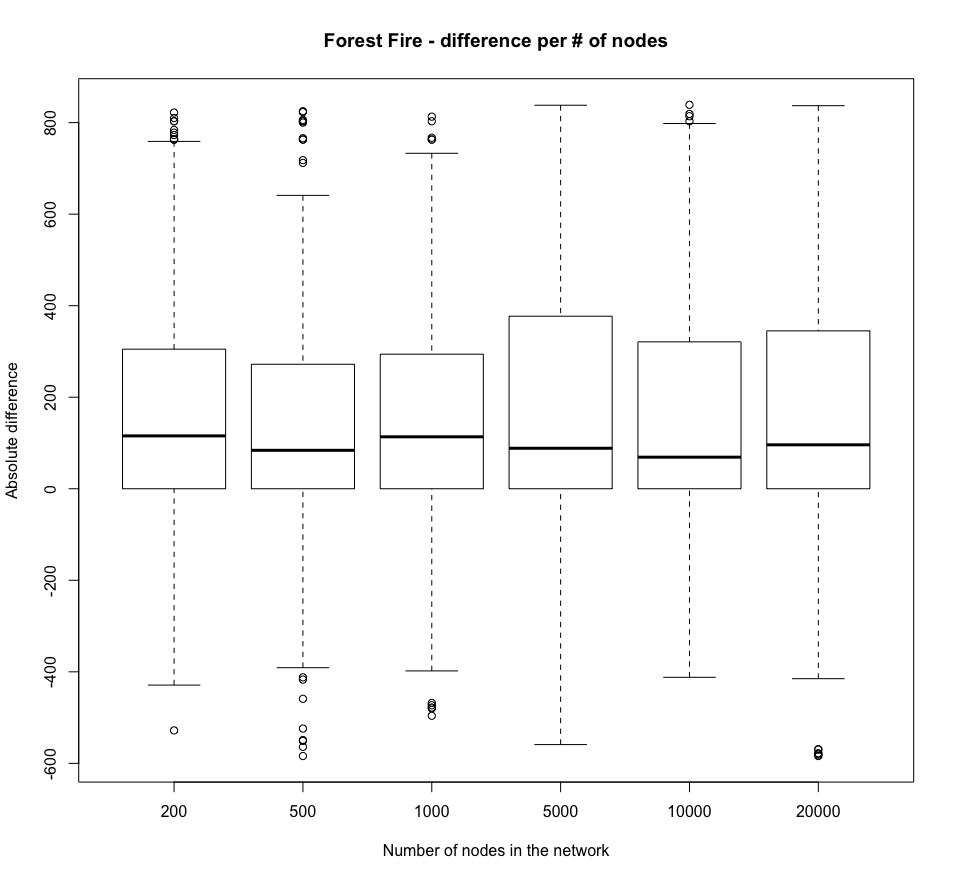 Forest Fire - difference per # of nodes
Absolute difference
800
600
400
200
0
-200
-400
-600
200 500 1000 5000 10000 20000
Number of nodes in the network